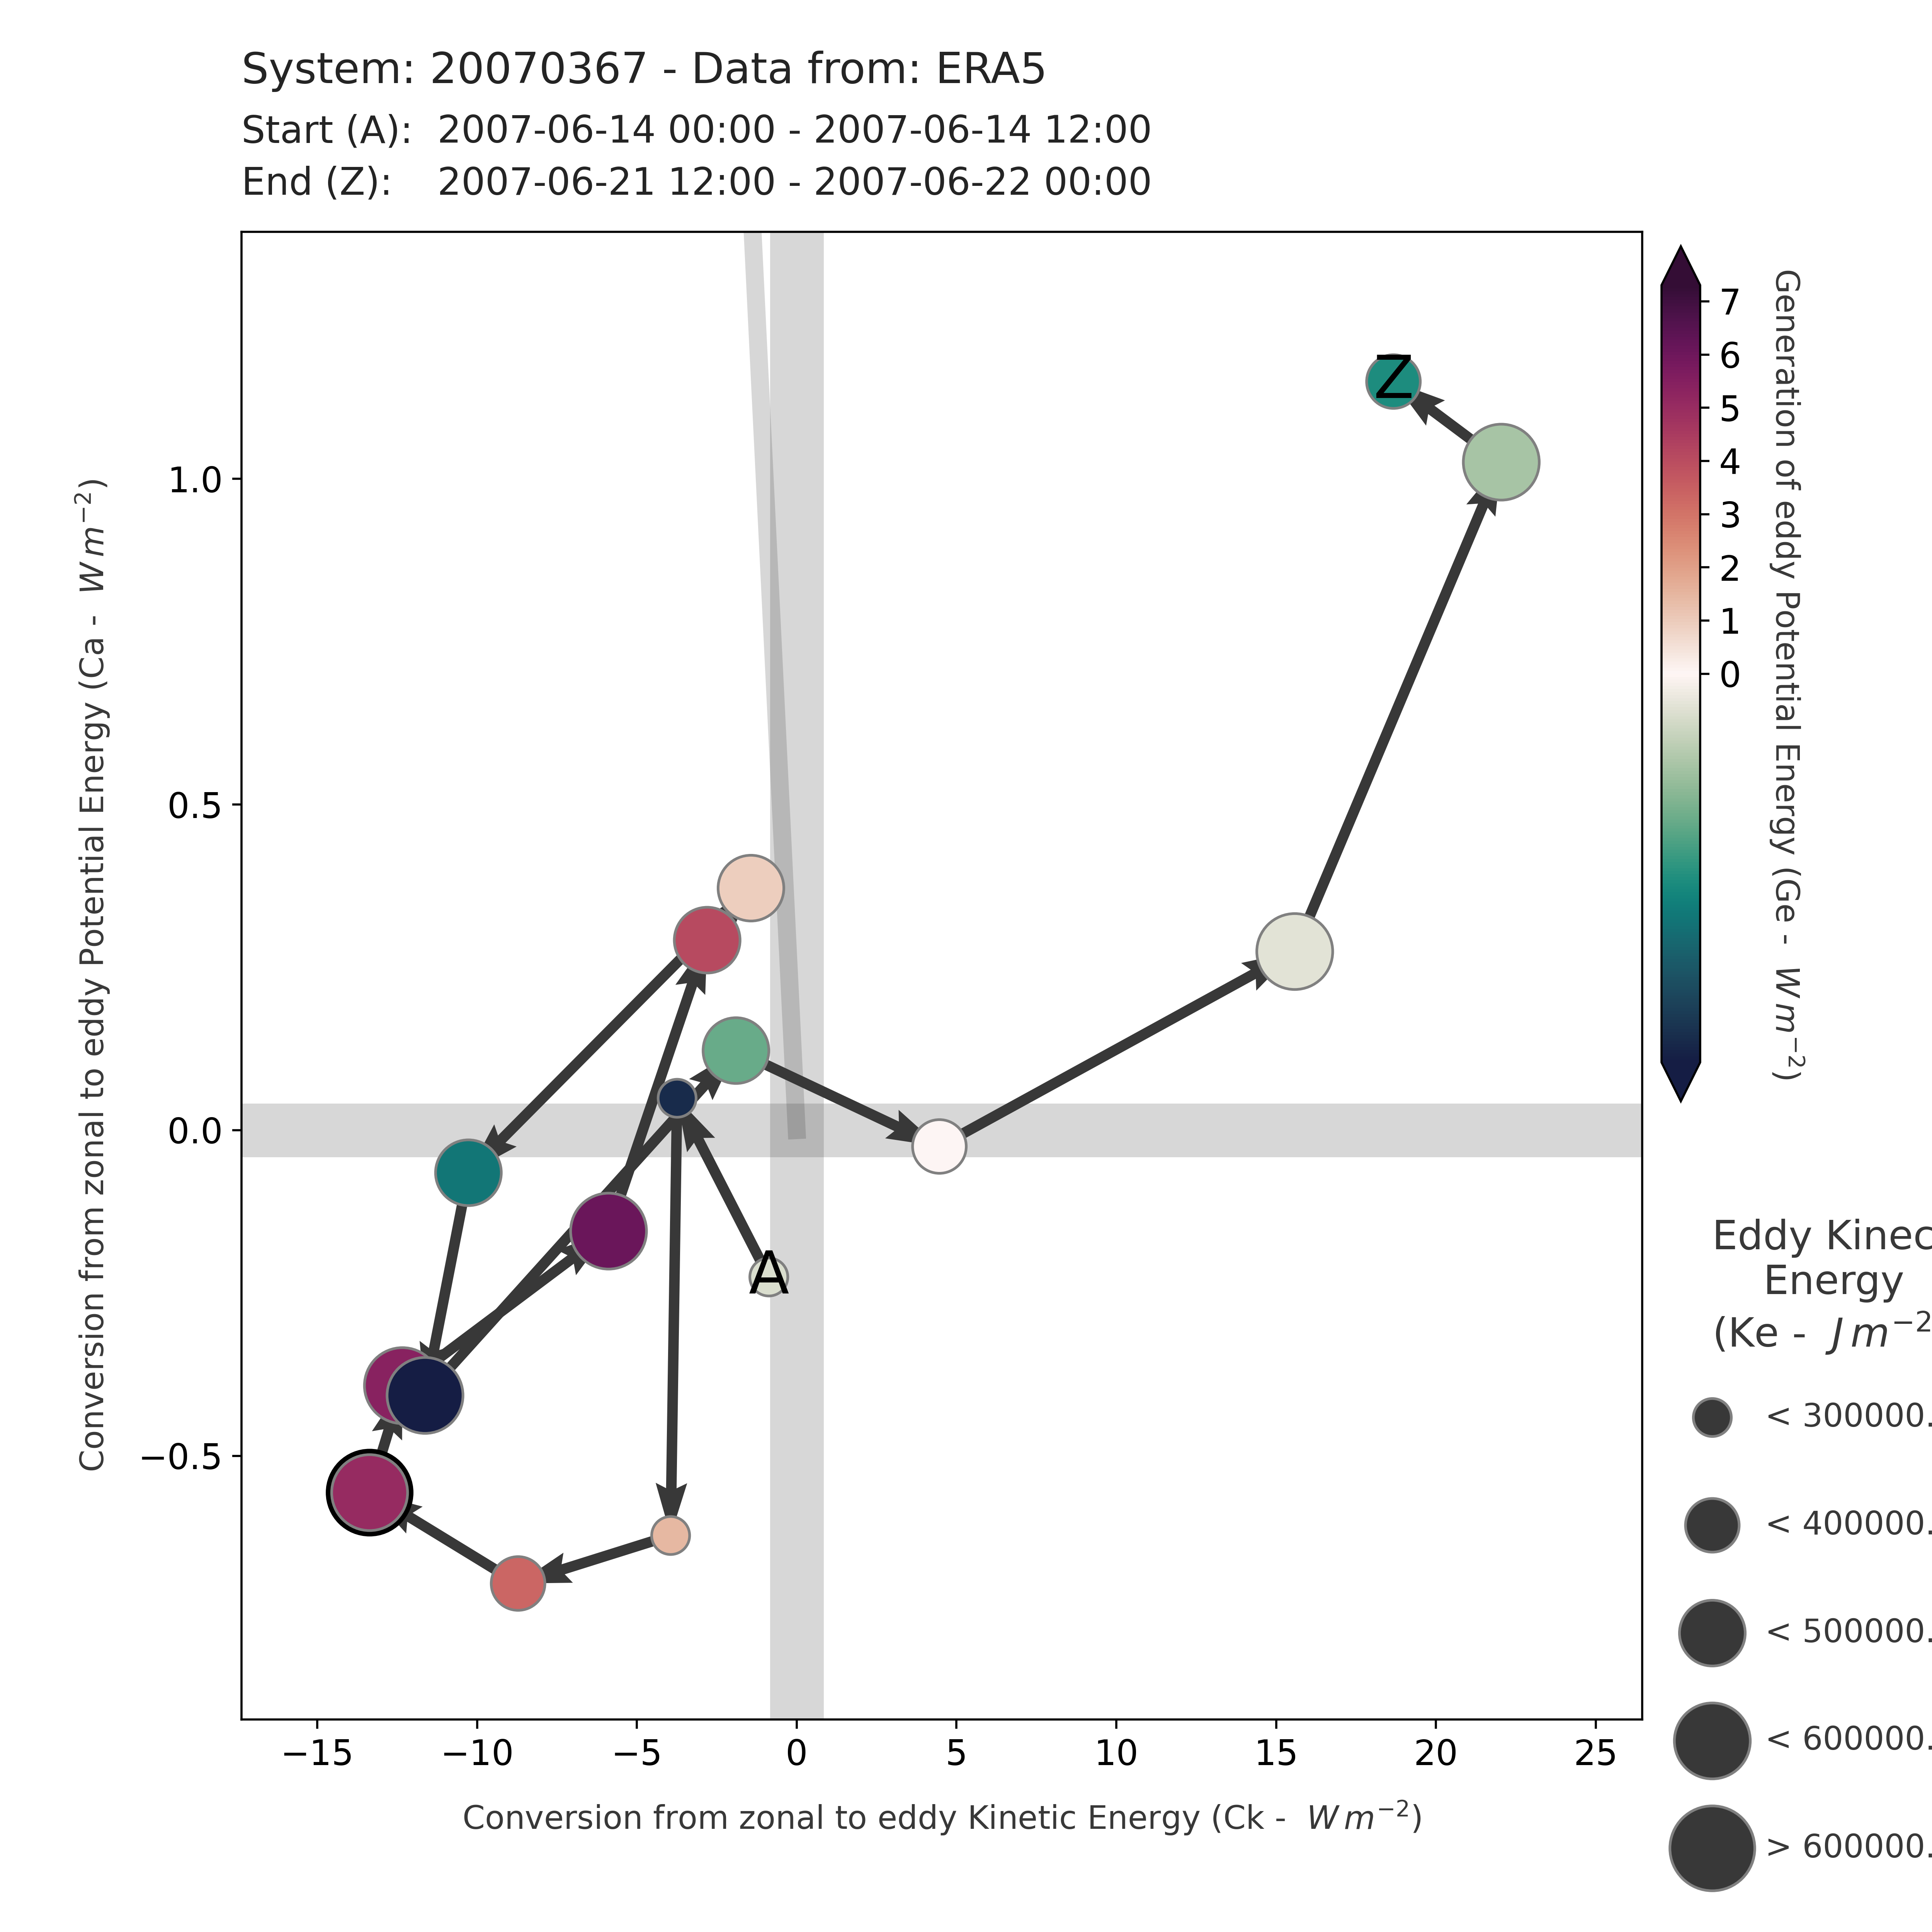 System: 20070367 - Data from: ERA5
Start (A): 2007-06-14 00:00 - 2007-06-14 12:00
End (Z): 2007-06-21 12:00 - 2007-06-22 00:00
Conversion from zonal to eddy Potential Energy (Ca - W m⁻²)
1.0
0.5
0.0
−0.5
Z
A
−15 −10 −5 0 5 10 15 20 25
Conversion from zonal to eddy Kinetic Energy (Ck - W m⁻²)
7
6
5
4
3
2
1
0
Generation of eddy Potential Energy (Ge - W m⁻²)
Eddy Kinec
Energy
(Ke - J m⁻²
< 300000.
< 400000.
< 500000.
< 600000.
> 600000.